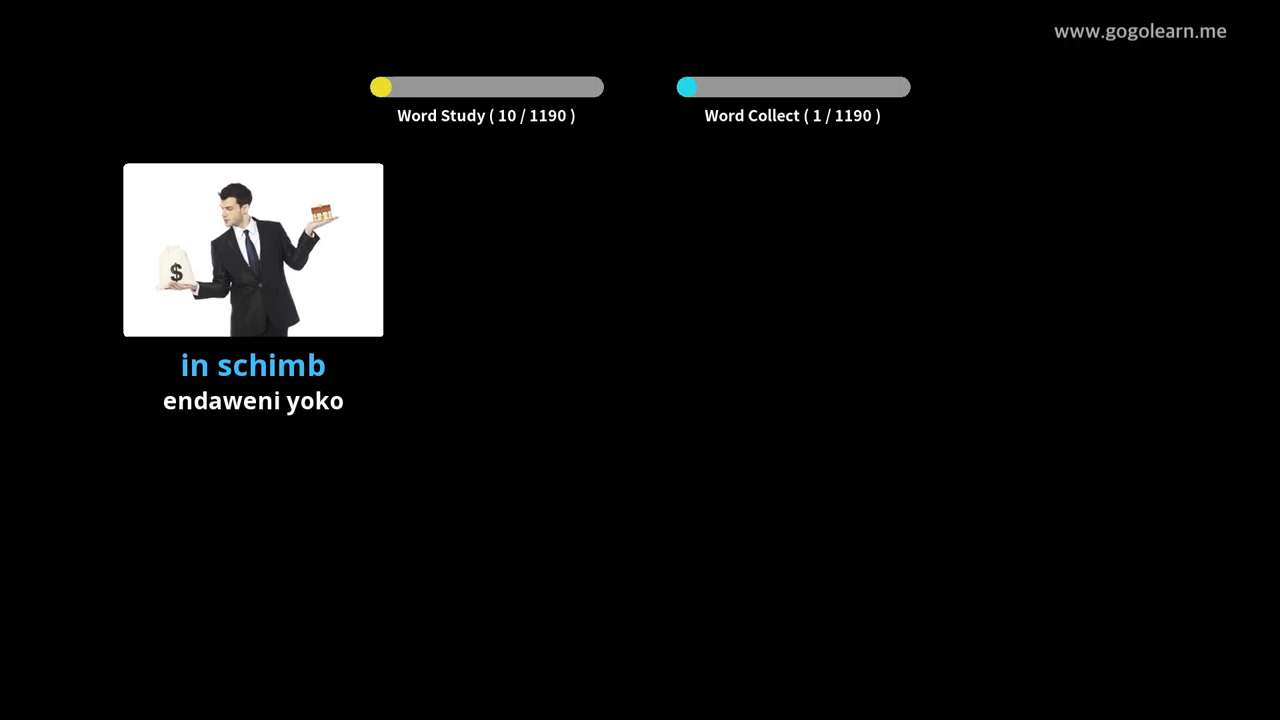 www.gogolearn.me
Word Study ( 10 / 1190 )
Word Collect ( 1 / 1190 )
$
in schimb
endaweni yoko